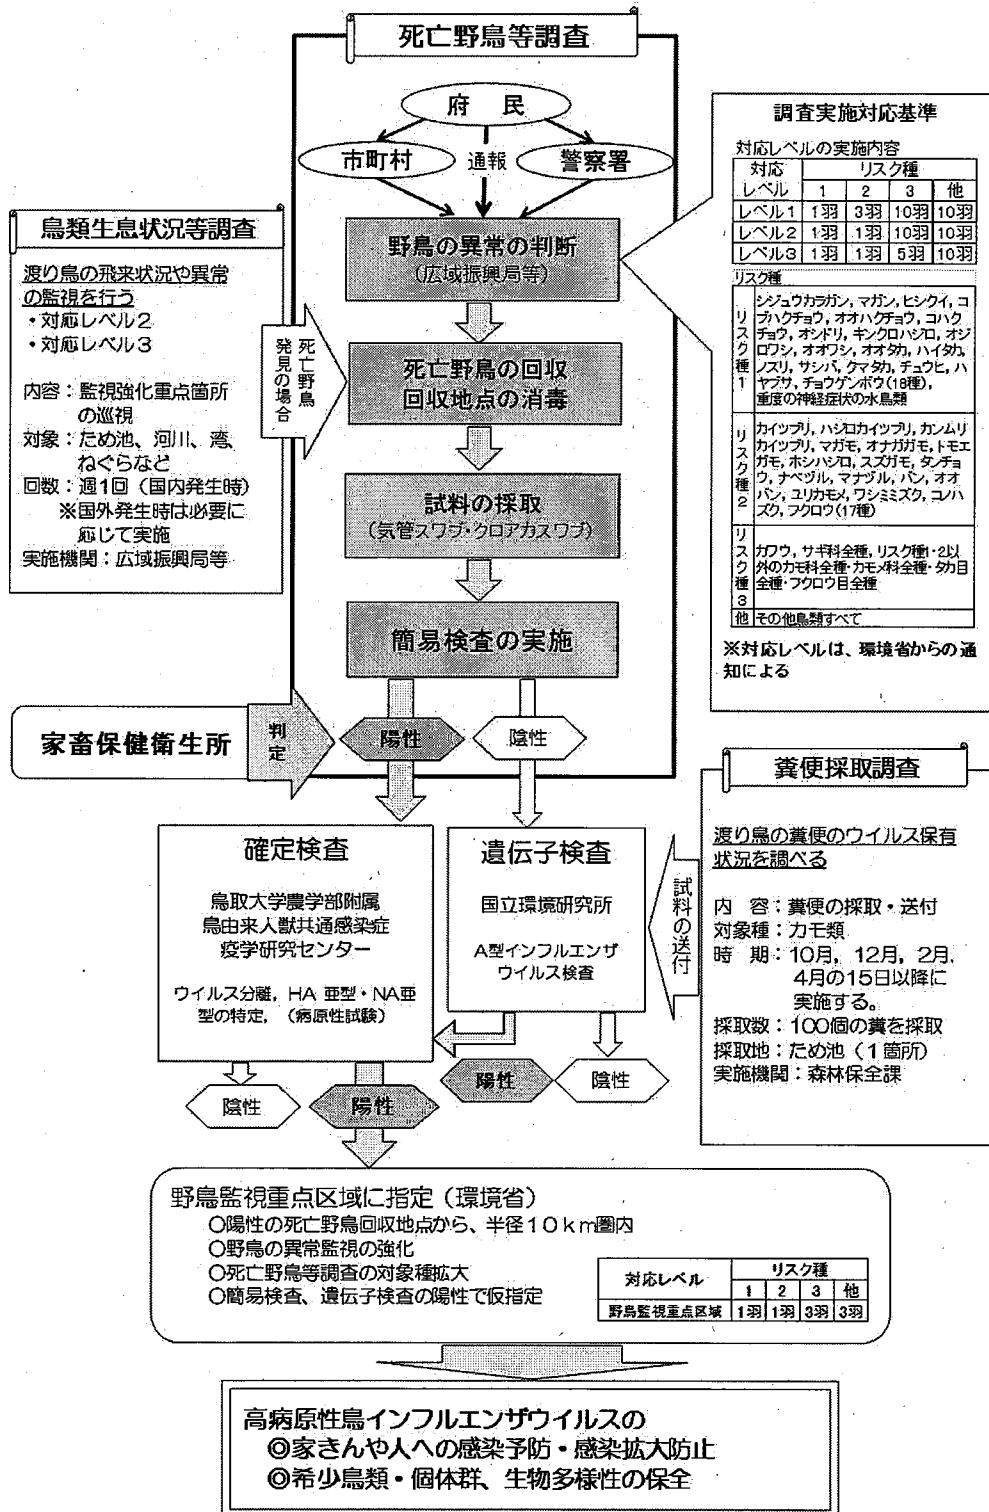 死亡野鳥等調査
府 民
市町村
通報
警察署
野鳥の異常の判断
(広域振興局等)
死亡野鳥の回収
回収地点の消毒
試料の採取
(気管スワブ・クロアカスワブ)
簡易検査の実施
陽性
陰性
鳥類生息状況等調査
渡り鳥の飛来状況や異常
の監視を行う
・対応レベル2
・対応レベル3
内容:監視強化重点箇所
の巡視
対象:ため池、河川、湾、
ねぐらなど
回数:週1回(国内発生時)
※国外発生時は必要に
応じて実施
実施機関:広域振興局等
死亡野鳥
発見の場合
家畜保健衛生所
判定
調査実施対応基準
対応レベルの実施内容
対応レベル リスク種
1 2 3 他
レベル1 1羽 3羽 10羽 10羽
レベル2 1羽 1羽 10羽 10羽
レベル3 1羽 1羽 5羽 10羽
リスク種
リスク種1
シジュウカラガン, マガン, ヒシクイ, コ
ブハクチョウ, オオハクチョウ, コハク
チョウ, オシドリ, キンクロハジロ, オジ
ロワシ, オオワシ, オオタカ, ハイタカ,
ノスリ, サシバ, クマタカ, チュウヒ, ハ
ヤブサ, チョウゲンボウ(18種),
重度の神経症状の水鳥類
リスク種2
カイツブリ, ハジロカイツブリ, カンムリ
カイツブリ, マガモ, オナガガモ, トモエ
ガモ, ホシハジロ, スズガモ, タンチョ
ウ, ナベヅル, マナヅル, バン, オオ
バン, ユリカモメ, ワシミミズク, コノハ
ズク, フクロウ(17種)
リスク種3
カワウ, サギ科全種, リスク種1・2以
外のカモ科全種・カモメ科全種・タカ目
全種・フクロウ目全種
他 その他鳥類すべて
※対応レベルは、環境省からの通
知による
確定検査
鳥取大学農学部附属
鳥由来人獣共通感染症
疫学研究センター
ウイルス分離, HA 亜型・NA亜
型の特定, (病原性試験)
陰性
陽性
遺伝子検査
国立環境研究所
A型インフルエンザ
ウイルス検査
陽性
陰性
試料の送付
糞便採取調査
渡り鳥の糞便のウイルス保有
状況を調べる
内 容:糞便の採取・送付
対象種:カモ類
時 期:10月, 12月, 2月,
4月の15日以降に
実施する。
採取数:100個の糞を採取
採取地:ため池(1箇所)
実施機関:森林保全課
野鳥監視重点区域に指定(環境省)
○陽性の死亡野鳥回収地点から、半径10km圏内
○野鳥の異常監視の強化
○死亡野鳥等調査の対象種拡大
○簡易検査、遺伝子検査の陽性で仮指定
対応レベル リスク種
1 2 3 他
野鳥監視重点区域 1羽 1羽 3羽 3羽
高病原性鳥インフルエンザウイルスの
◎家きんや人への感染予防・感染拡大防止
◎希少鳥類・個体群、生物多様性の保全